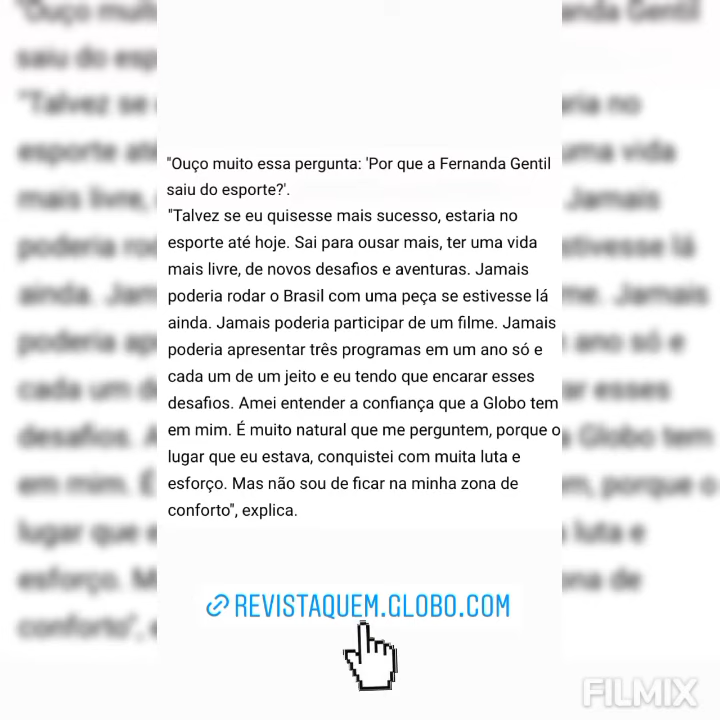 "Ouço muito essa pergunta: 'Por que a Fernanda Gentil
saiu do esporte?'.
"Talvez se eu quisesse mais sucesso, estaria no
esporte até hoje. Sai para ousar mais, ter uma vida
mais livre, de novos desafios e aventuras. Jamais
poderia rodar o Brasil com uma peça se estivesse lá
ainda. Jamais poderia participar de um filme. Jamais
poderia apresentar três programas em um ano só e
cada um de um jeito e eu tendo que encarar esses
desafios. Amei entender a confiança que a Globo tem
em mim. É muito natural que me perguntem, porque o
lugar que eu estava, conquistei com muita luta e
esforço. Mas não sou de ficar na minha zona de
conforto", explica.
REVISTAQUEM.GLOBO.COM
FILMIX